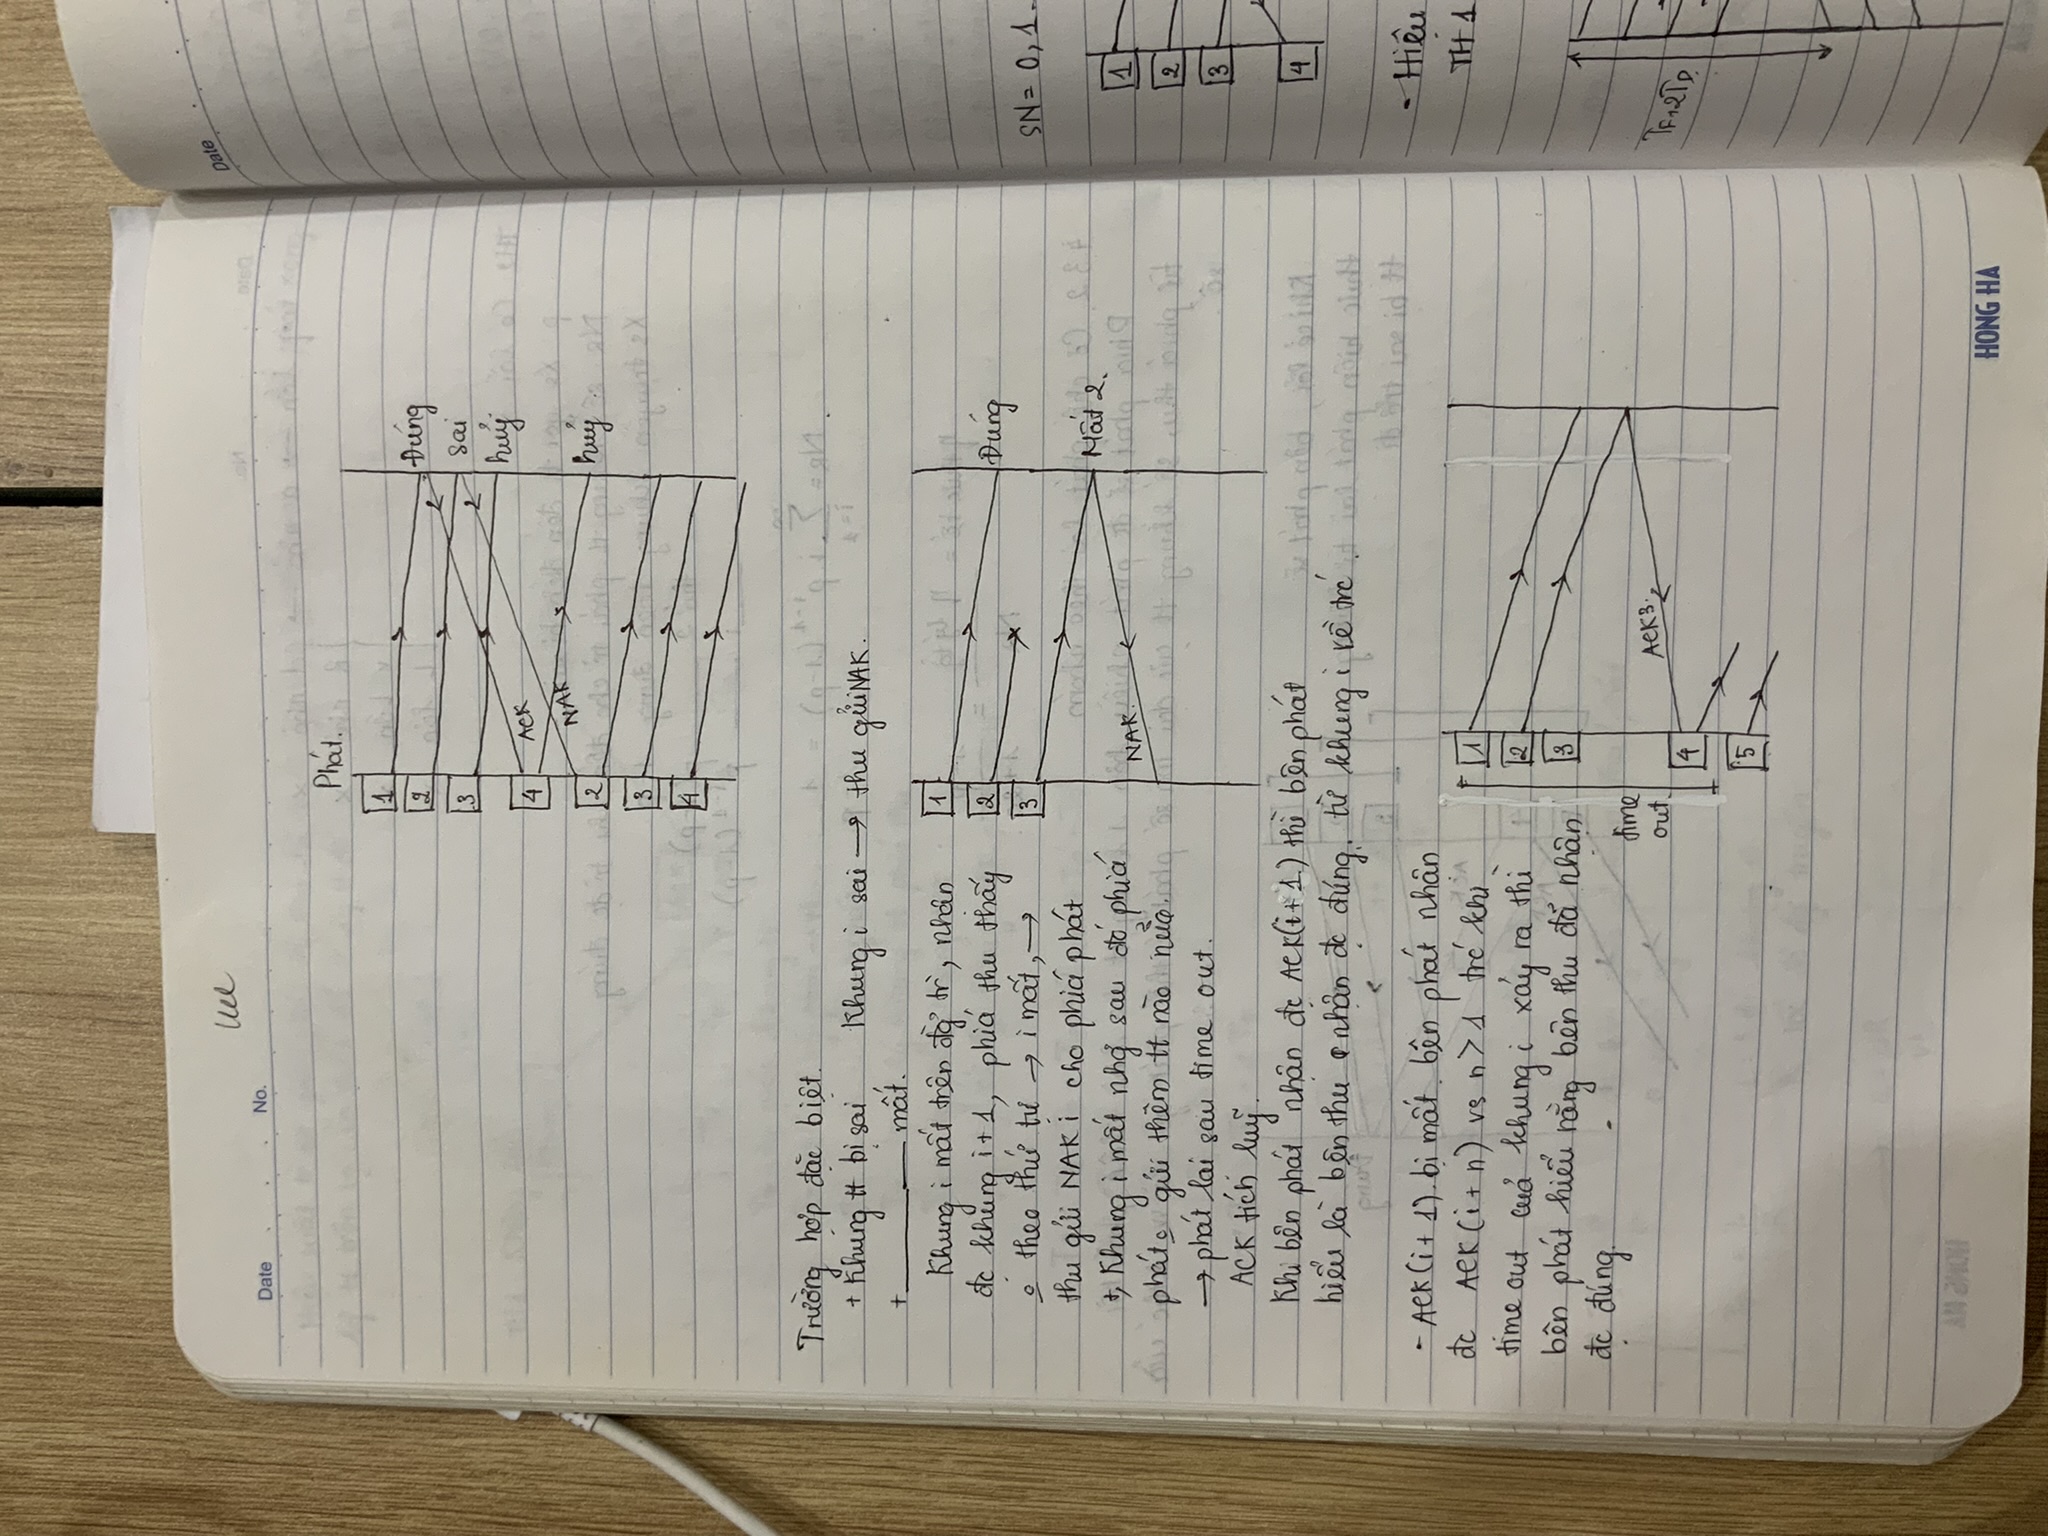 Date . . . No.
Phát.
1
2
3
4
2
3
4
Đúng
sai
huỷ
huỷ
ACK
NAK
Trường hợp đặc biệt.
+ Khung tt bị sai Khung i sai → thu gửi NAK.
+ ———— mất.
Khung i mất trên đg tr, nhận
đc khung i+1, phía thu thấy
o theo thứ tự → i mất, →
thu gửi NAK i cho phía phát
+, Khung i mất nhg sau đó phía
phát o gửi thêm tt nào nữa.
→ phát lại sau time out.
ACK tích luỹ.
1
2
3
Đúng
Mất 2.
NAK.
Khi bên phát nhận đc ACK(i+1) thì bên phát
hiểu là bên thu nhận đc đúng. từ khung i về trc
- ACK(i+1) bị mất bên phát nhận
đc ACK(i+n) vs n>1 trc khi
time out của khung i xảy ra thì
bên phát hiểu rằng bên thu đã nhận
đc đúng.
1
2
3
time
out.
ACK3.
4
5
HONG HA
Date
SN = 0, 1.
1
2
3
4
- Hiệu
TH 1